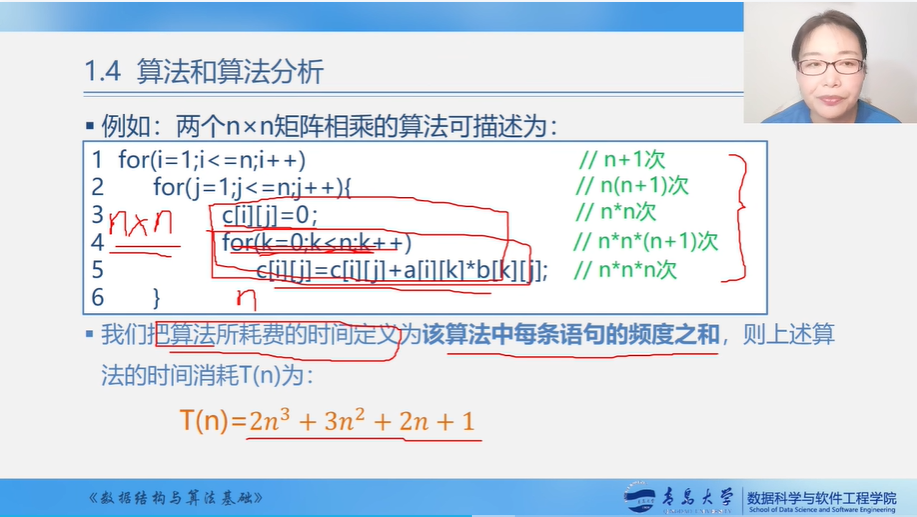 1.4 算法和算法分析
▪ 例如：两个n×n矩阵相乘的算法可描述为：
1 for(i=1;i<=n;i++) // n+1次
2 for(j=1;j<=n;j++){ // n(n+1)次
3 c[i][j]=0; // n*n次
n×n
4 for(k=0;k<n;k++) // n*n*(n+1)次
5 c[i][j]=c[i][j]+a[i][k]*b[k][j]; // n*n*n次
6 }
n
▪ 我们把算法所耗费的时间定义为该算法中每条语句的频度之和，则上述算
法的时间消耗T(n)为：
T(n)=2n³ + 3n² + 2n + 1
《数据结构与算法基础》
青岛大学
数据科学与软件工程学院
School of Data Science and Software Engineering